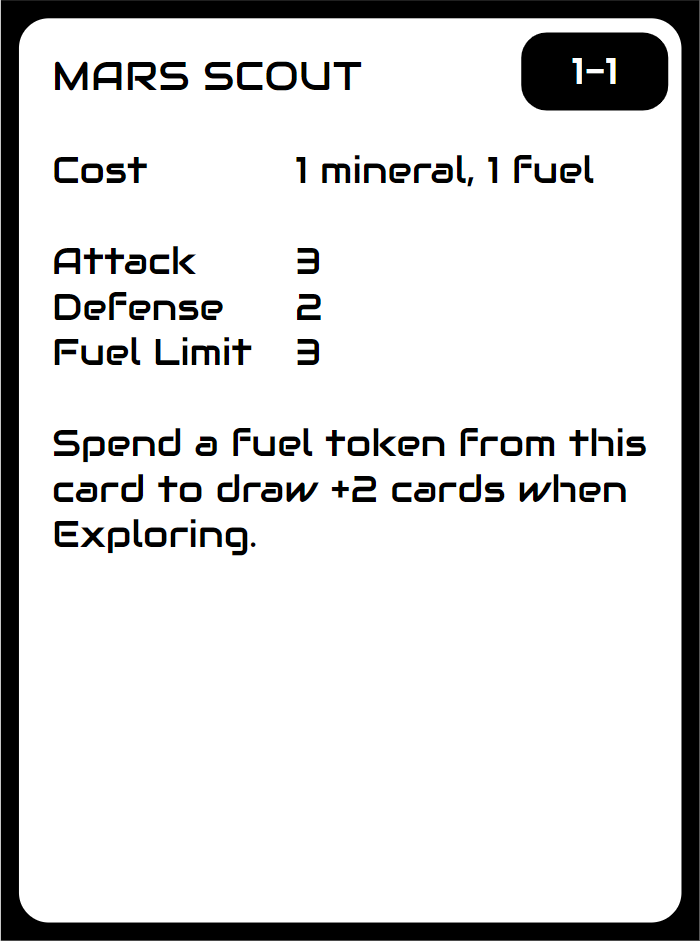 MARS SCOUT 1-1
Cost 1 mineral, 1 fuel
Attack 3
Defense 2
Fuel Limit 3
Spend a fuel token from this
card to draw +2 cards when
Exploring.